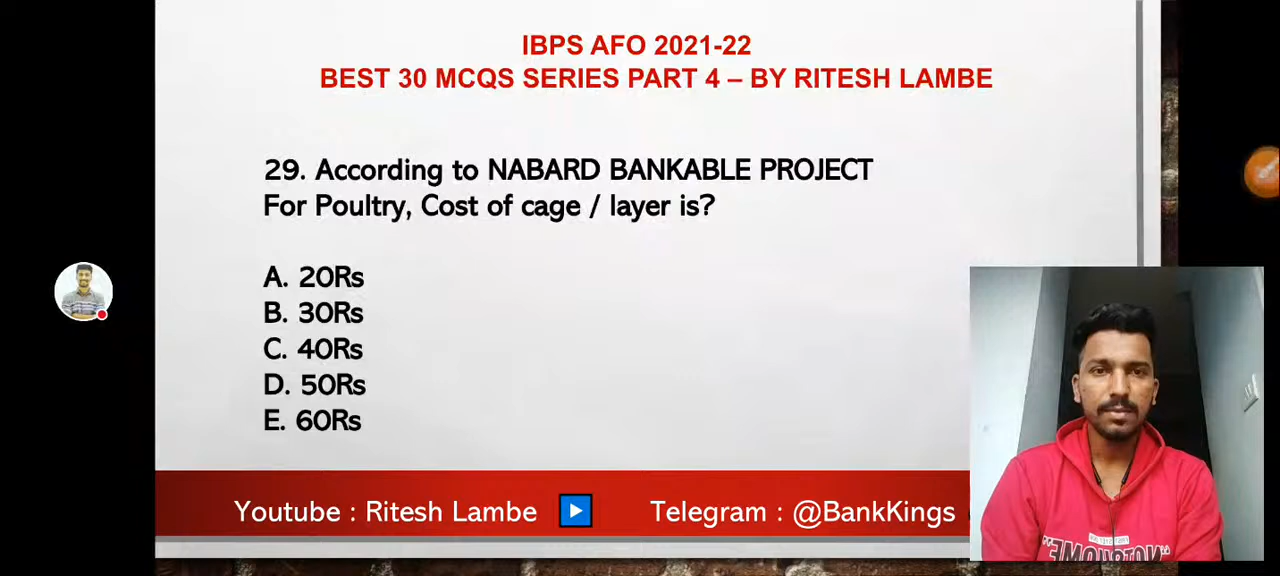 IBPS AFO 2021-22
BEST 30 MCQS SERIES PART 4 – BY RITESH LAMBE
29. According to NABARD BANKABLE PROJECT
For Poultry, Cost of cage / layer is?
A. 20Rs
B. 30Rs
C. 40Rs
D. 50Rs
E. 60Rs
Youtube : Ritesh Lambe Telegram : @BankKings